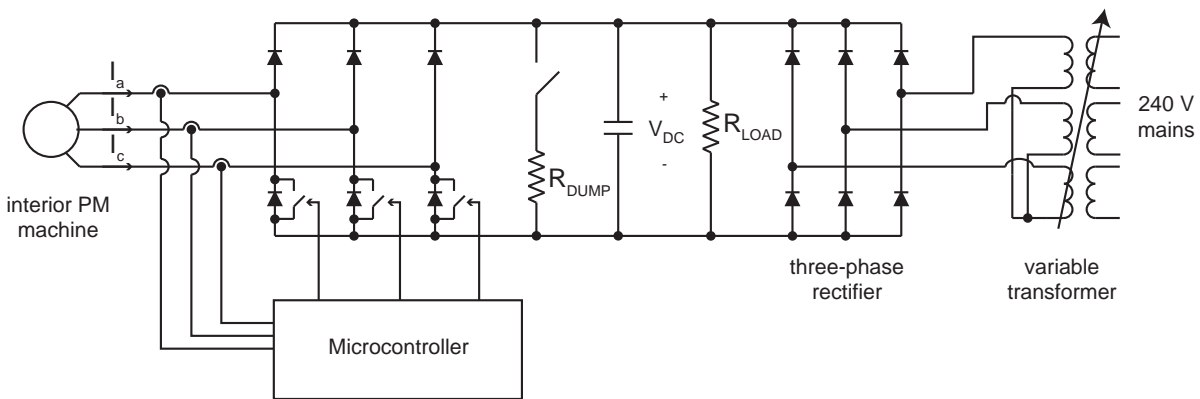 I a
I b
I c
interior PM
machine
R DUMP
+
V DC
-
R LOAD
240 V
mains
three-phase
rectifier
variable
transformer
Microcontroller